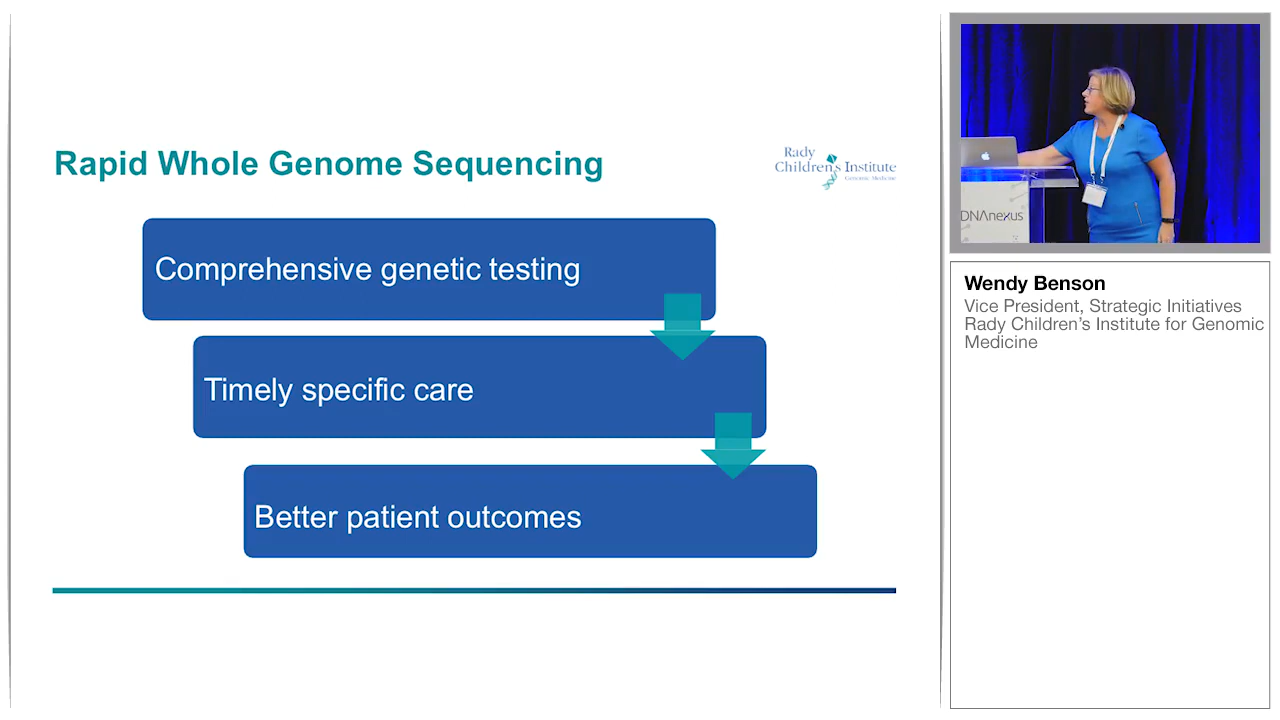 Rapid Whole Genome Sequencing
Rady
Children's Institute
Genomic Medicine
Comprehensive genetic testing
Timely specific care
Better patient outcomes
DNAnexus
Wendy Benson
Vice President, Strategic Initiatives
Rady Children’s Institute for Genomic
Medicine